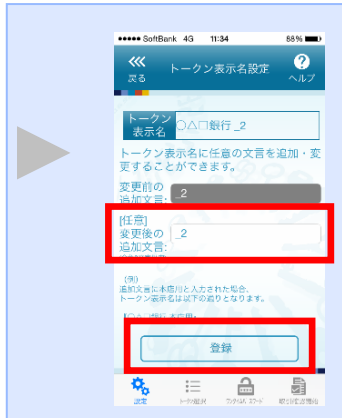 SoftBank 4G 11:34 88%
戻る
トークン表示名設定
?
ヘルプ
トークン
表示名
○△□銀行_2
トークン表示名に任意の文言を追加・変
更することができます。
変更前の
追加文言:
_2
[任意]
変更後の
追加文言:
_2
(例)
追加文言に本店用と入力された場合、
トークン表示名は以下の通りとなります。
登録
設定